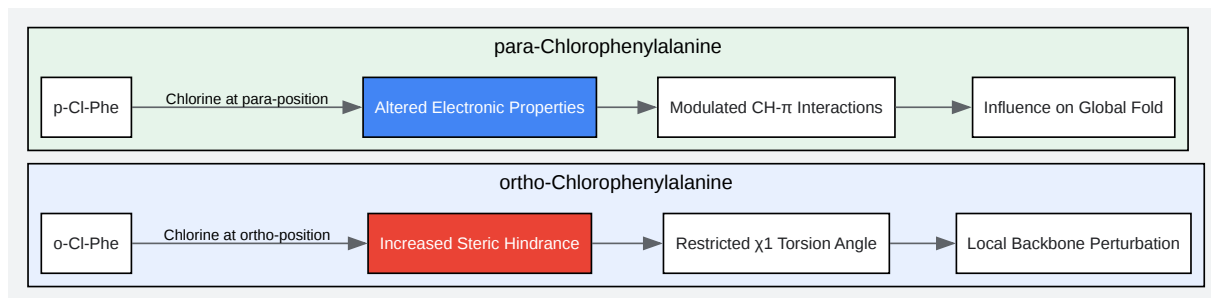 para-Chlorophenylalanine
p-Cl-Phe
Chlorine at para-position
Altered Electronic Properties
Modulated CH-π Interactions
Influence on Global Fold
ortho-Chlorophenylalanine
o-Cl-Phe
Chlorine at ortho-position
Increased Steric Hindrance
Restricted χ1 Torsion Angle
Local Backbone Perturbation